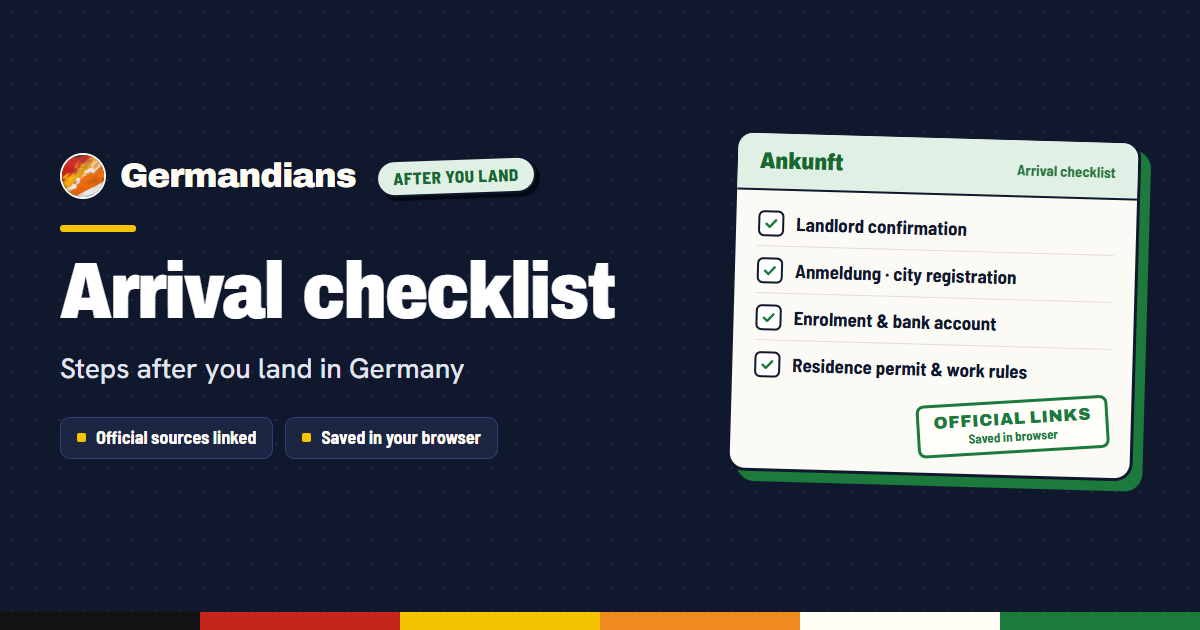 Germandians
AFTER YOU LAND
Arrival checklist
Steps after you land in Germany
Official sources linked
Saved in your browser
Ankunft
Arrival checklist
Landlord confirmation
Anmeldung · city registration
Enrolment & bank account
Residence permit & work rules
OFFICIAL LINKS
Saved in browser